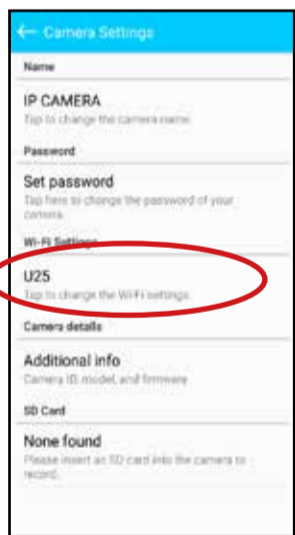 Camera Settings
Name
IP CAMERA
Tap to change the camera name
Password
Set password
Tap here to change the password of your
camera.
Wi-Fi Settings
U25
Tap to change the Wi-Fi settings.
Camera details
Additional info
Camera ID, model, and firmware
SD Card
None found
Please insert an SD card into the camera to
record.